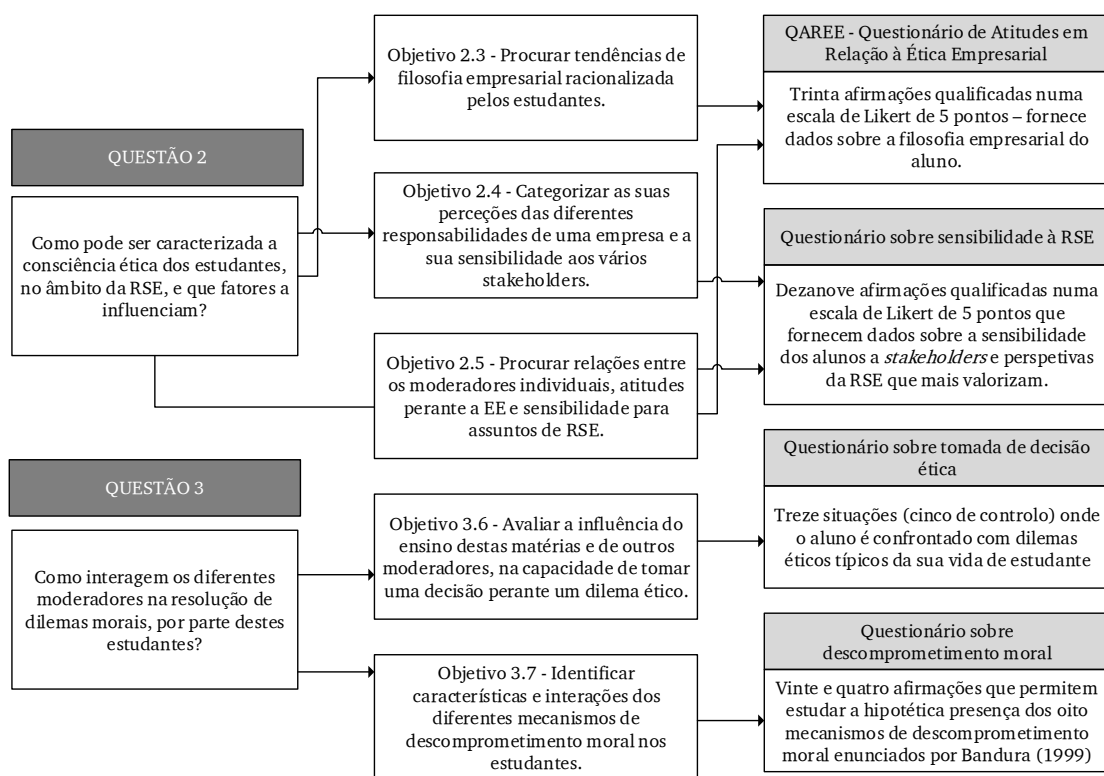 QUESTÃO 2
Como pode ser caracterizada a
consciência ética dos estudantes,
no âmbito da RSE, e que fatores a
influenciam?
Objetivo 2.3 - Procurar tendências de
filosofia empresarial racionalizada
pelos estudantes.
Objetivo 2.4 - Categorizar as suas
perceções das diferentes
responsabilidades de uma empresa e a
sua sensibilidade aos vários
stakeholders.
Objetivo 2.5 - Procurar relações entre
os moderadores individuais, atitudes
perante a EE e sensibilidade para
assuntos de RSE.
QAREE - Questionário de Atitudes em
Relação à Ética Empresarial
Trinta afirmações qualificadas numa
escala de Likert de 5 pontos – fornece
dados sobre a filosofia empresarial do
aluno.
Questionário sobre sensibilidade à RSE
Dezanove afirmações qualificadas numa
escala de Likert de 5 pontos que
fornecem dados sobre a sensibilidade
dos alunos a stakeholders e perspetivas
da RSE que mais valorizam.
QUESTÃO 3
Como interagem os diferentes
moderadores na resolução de
dilemas morais, por parte destes
estudantes?
Objetivo 3.6 - Avaliar a influência do
ensino destas matérias e de outros
moderadores, na capacidade de tomar
uma decisão perante um dilema ético.
Objetivo 3.7 - Identificar
características e interações dos
diferentes mecanismos de
descomprometimento moral nos
estudantes.
Questionário sobre tomada de decisão
ética
Treze situações (cinco de controlo) onde
o aluno é confrontado com dilemas
éticos típicos da sua vida de estudante
Questionário sobre
descomprometimento moral
Vinte e quatro afirmações que permitem
estudar a hipotética presença dos oito
mecanismos de descomprometimento
moral enunciados por Bandura (1999)